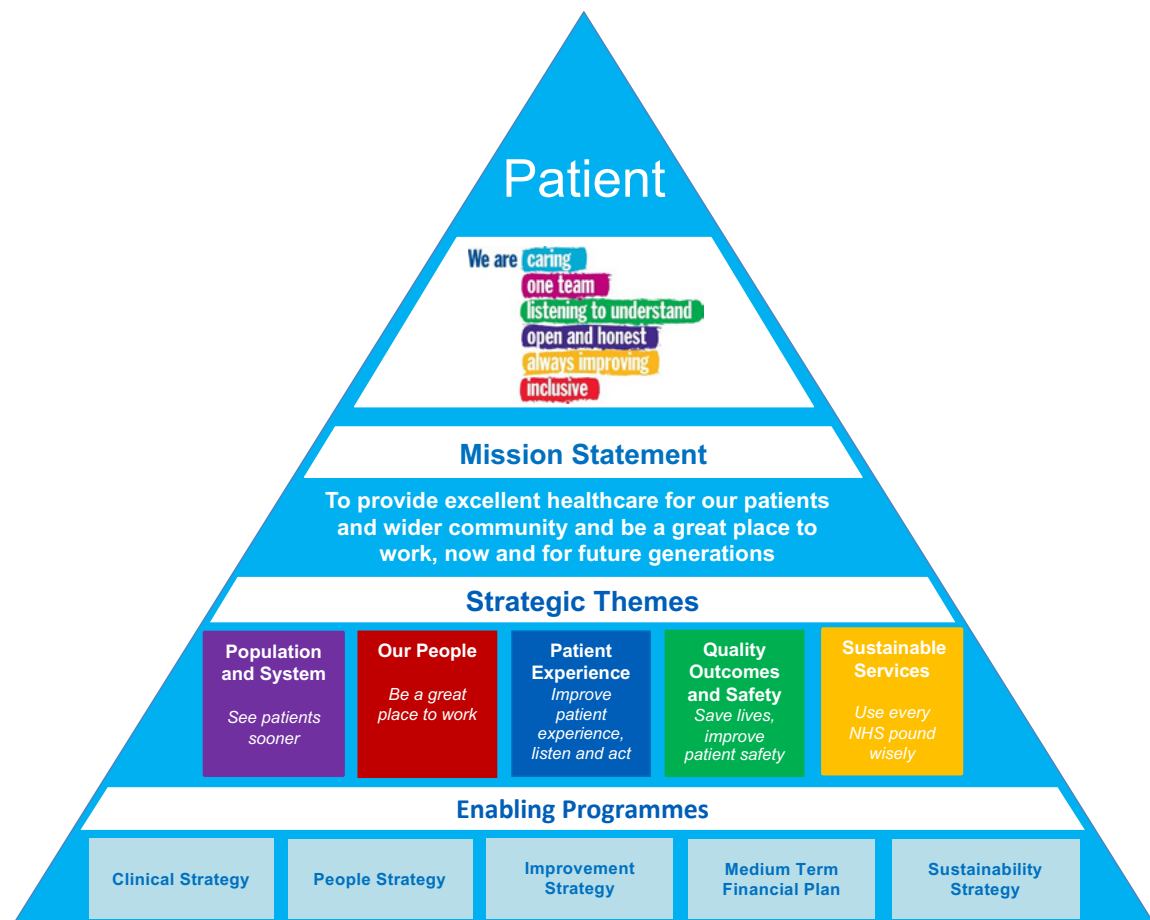 Patient
We are caring
one team
listening to understand
open and honest
always improving
inclusive
Mission Statement
To provide excellent healthcare for our patients
and wider community and be a great place to
work, now and for future generations
Strategic Themes
Population
and System
See patients
sooner
Our People
Be a great
place to work
Patient
Experience
Improve
patient
experience,
listen and act
Quality
Outcomes
and Safety
Save lives,
improve
patient safety
Sustainable
Services
Use every
NHS pound
wisely
Enabling Programmes
Clinical Strategy
People Strategy
Improvement
Strategy
Medium Term
Financial Plan
Sustainability
Strategy